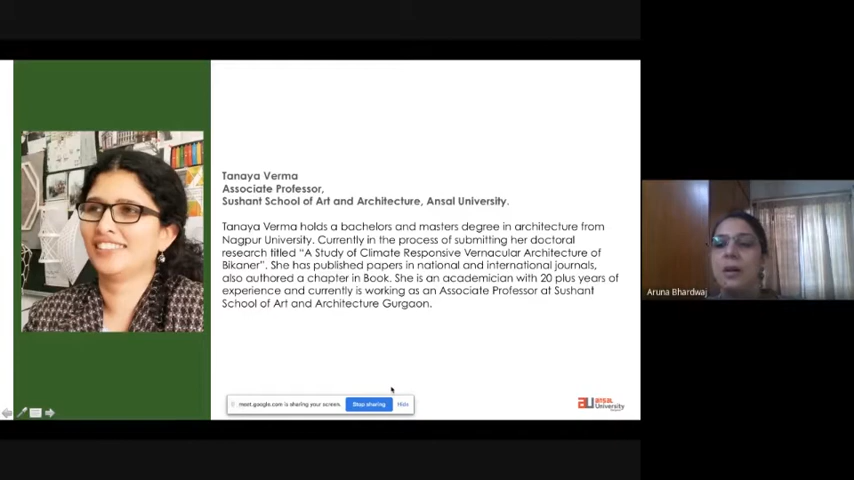 Tanaya Verma
Associate Professor,
Sushant School of Art and Architecture, Ansal University.
Tanaya Verma holds a bachelors and masters degree in architecture from
Nagpur University. Currently in the process of submitting her doctoral
research titled “A Study of Climate Responsive Vernacular Architecture of
Bikaner”. She has published papers in national and international journals,
also authored a chapter in Book. She is an academician with 20 plus years of
experience and currently is working as an Associate Professor at Sushant
School of Art and Architecture Gurgaon.
Aruna Bhardwaj
meet.google.com is sharing your screen.
Stop sharing
Hide
ansal
University